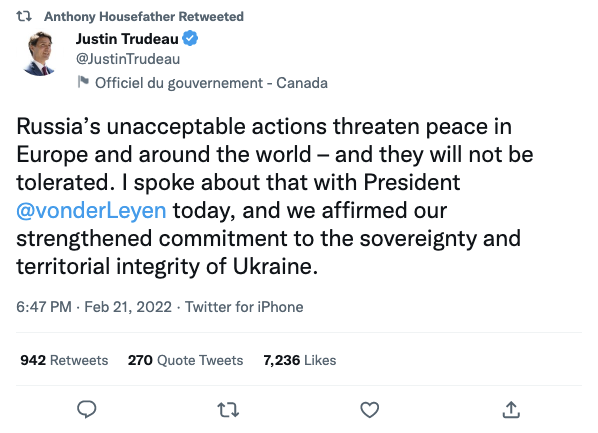 Anthony Housefather Retweeted
Justin Trudeau
@JustinTrudeau
Officiel du gouvernement - Canada
Russia’s unacceptable actions threaten peace in
Europe and around the world – and they will not be
tolerated. I spoke about that with President
@vonderLeyen today, and we affirmed our
strengthened commitment to the sovereignty and
territorial integrity of Ukraine.
6:47 PM · Feb 21, 2022 · Twitter for iPhone
942 Retweets 270 Quote Tweets 7,236 Likes